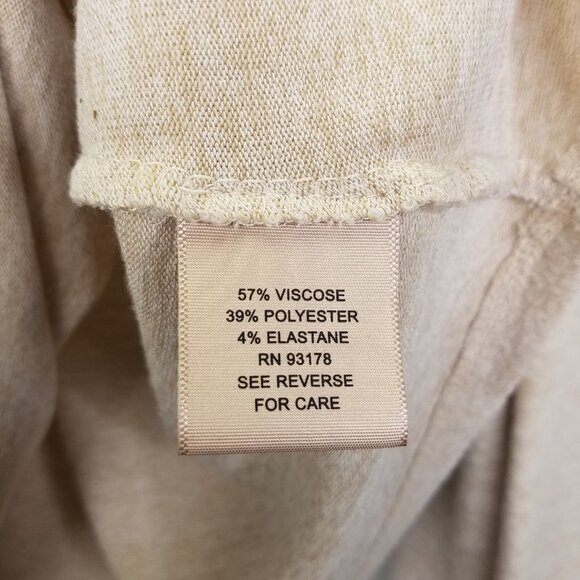 57% VISCOSE
39% POLYESTER
4% ELASTANE
RN 93178
SEE REVERSE
FOR CARE